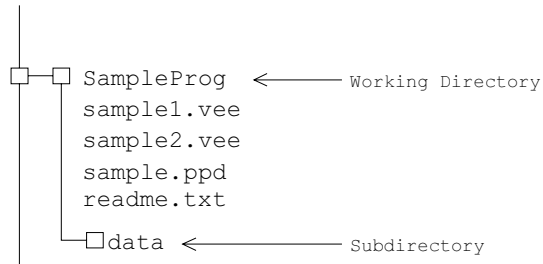 SampleProg Working Directory
sample1.vee
sample2.vee
sample.ppd
readme.txt
data Subdirectory